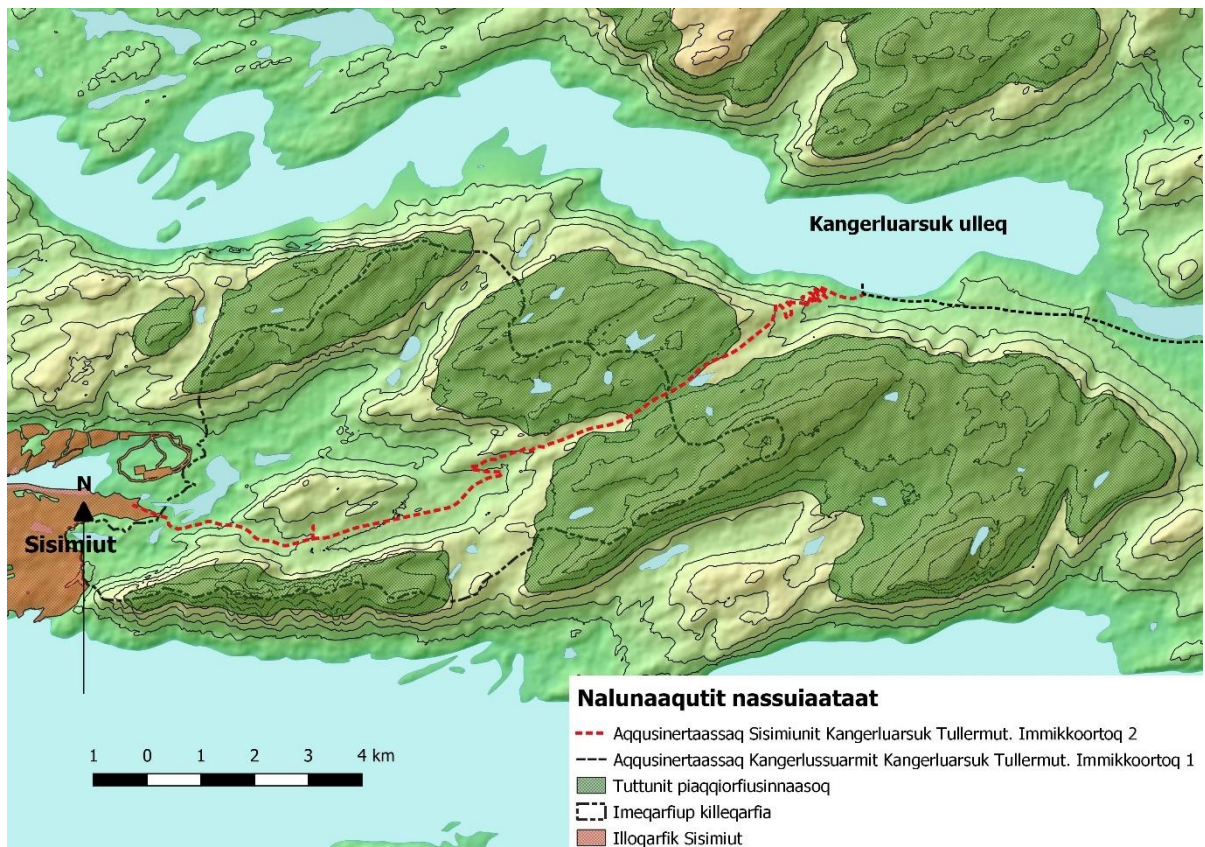 Kangerluarsuk ulleq
N
Sisimiut
1 0 1 2 3 4 km
Nalunaaqutit nassuiaataat
Aqqusinertaassaq Sisimiunit Kangerluarsuk Tullermut. Immikkoortoq 2
Aqqusinertaassaq Kangerlussuarmit Kangerluarsuk Tullermut. Immikkoortoq 1
Tuttunit piaqqiorfiusinnaasoq
Imeqarfiup killeqarfia
Illoqarfik Sisimiut